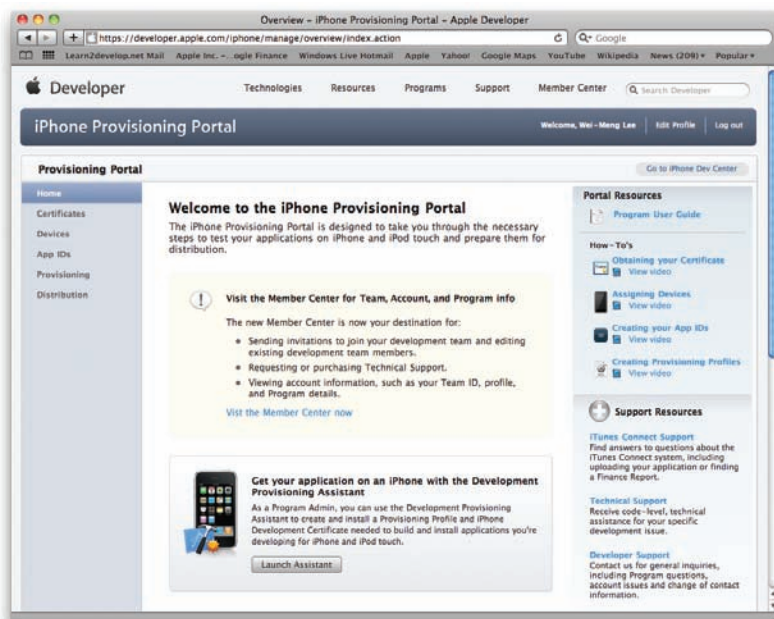 Overview – iPhone Provisioning Portal – Apple Developer
https://developer.apple.com/iphone/manage/overview/index.action
Google
Learn2develop.net Mail Apple Inc. – ...ogle Finance Windows Live Hotmail Apple Yahoo! Google Maps YouTube Wikipedia News (209) Popular
Developer
Technologies Resources Programs Support Member Center
Search Developer
iPhone Provisioning Portal
Welcome, Wei-Meng Lee Edit Profile Log out
Provisioning Portal
Go to iPhone Dev Center
Home
Certificates
Devices
App IDs
Provisioning
Distribution
Welcome to the iPhone Provisioning Portal
The iPhone Provisioning Portal is designed to take you through the necessary
steps to test your applications on iPhone and iPod touch and prepare them for
distribution.
Visit the Member Center for Team, Account, and Program info
The new Member Center is now your destination for:
Sending invitations to join your development team and editing
existing development team members.
Requesting or purchasing Technical Support.
Viewing account information, such as your Team ID, profile,
and Program details.
Vist the Member Center now
Get your application on an iPhone with the Development
Provisioning Assistant
As a Program Admin, you can use the Development Provisioning
Assistant to create and install a Provisioning Profile and iPhone
Development Certificate needed to build and install applications you're
developing for iPhone and iPod touch.
Launch Assistant
Portal Resources
Program User Guide
How-To's
Obtaining your Certificate
View video
Assigning Devices
View video
Creating your App IDs
View video
Creating Provisioning Profiles
View video
Support Resources
iTunes Connect Support
Find answers to questions about the
iTunes Connect system, including
uploading your application or finding
a Finance Report.
Technical Support
Receive code-level, technical
assistance for your specific
development issue.
Developer Support
Contact us for general inquiries,
including Program questions,
account issues and change of contact
information.